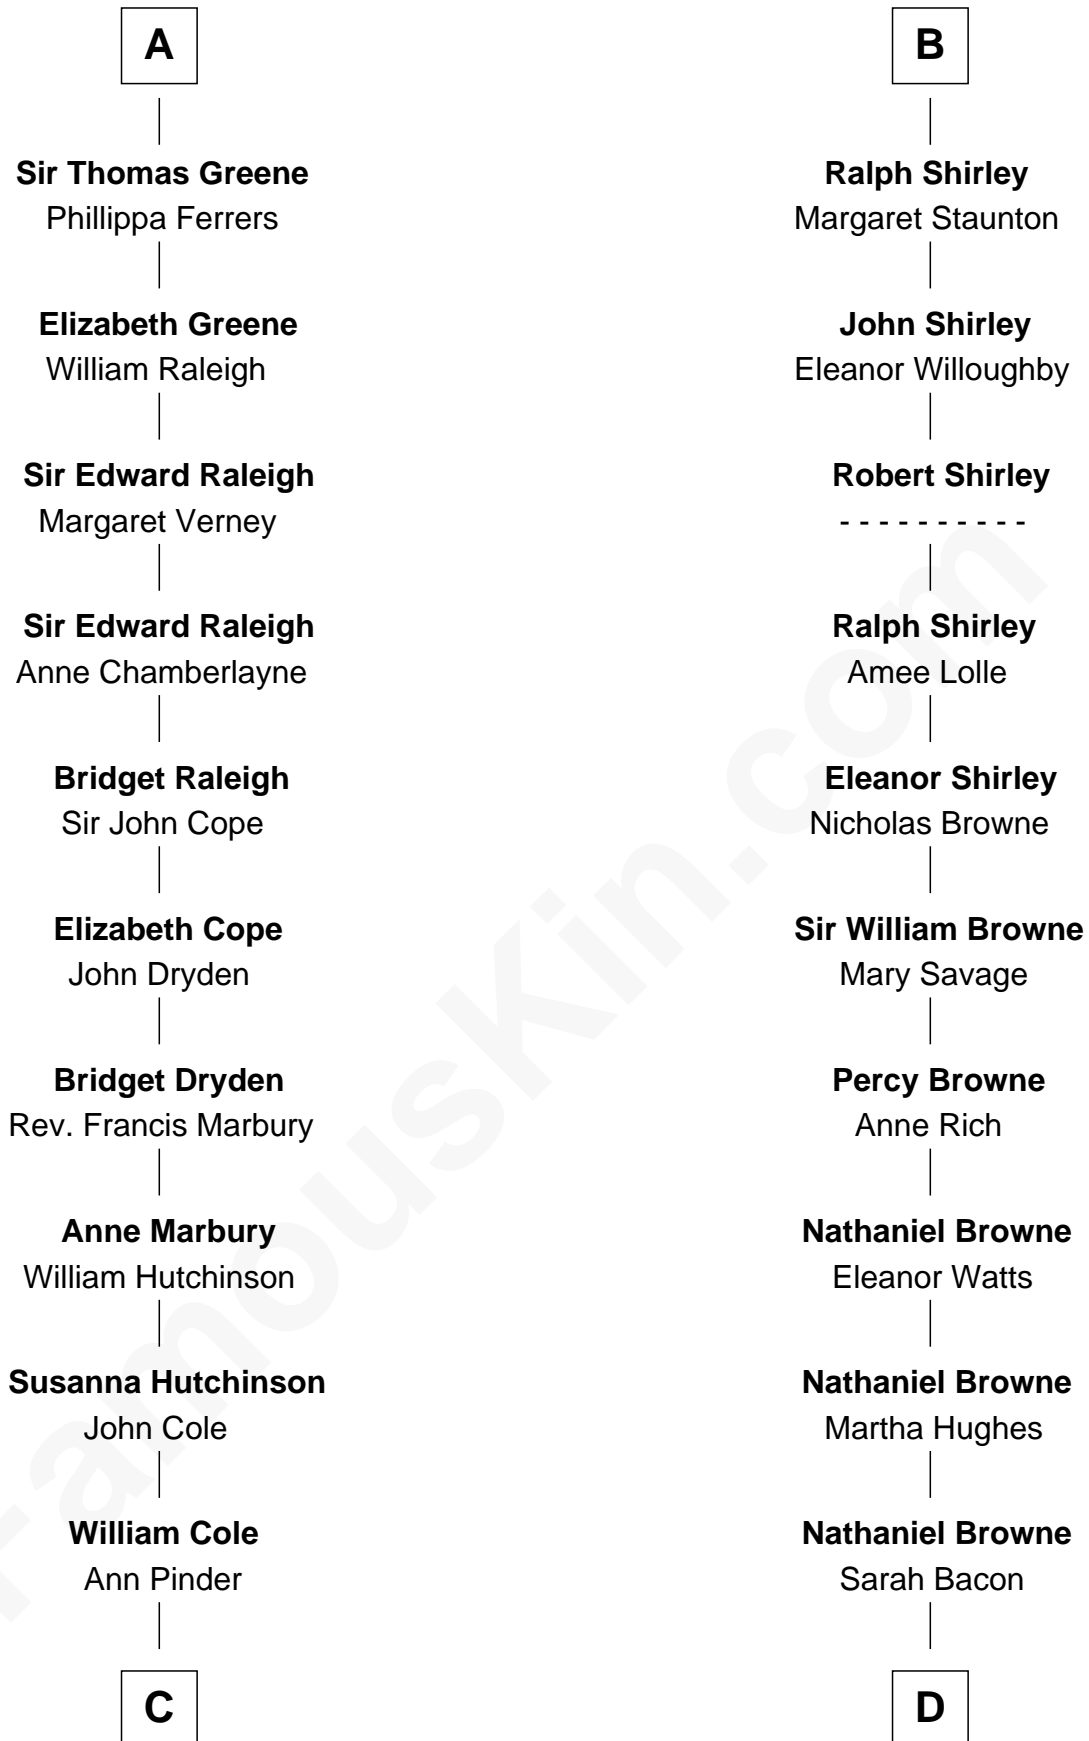 A
Sir Thomas Greene
Phillippa Ferrers
Elizabeth Greene
William Raleigh
Sir Edward Raleigh
Margaret Verney
Sir Edward Raleigh
Anne Chamberlayne
Bridget Raleigh
Sir John Cope
Elizabeth Cope
John Dryden
Bridget Dryden
Rev. Francis Marbury
Anne Marbury
William Hutchinson
Susanna Hutchinson
John Cole
William Cole
Ann Pinder
C
B
Ralph Shirley
Margaret Staunton
John Shirley
Eleanor Willoughby
Robert Shirley
- - - - - - - - - -
Ralph Shirley
Amee Lolle
Eleanor Shirley
Nicholas Browne
Sir William Browne
Mary Savage
Percy Browne
Anne Rich
Nathaniel Browne
Eleanor Watts
Nathaniel Browne
Martha Hughes
Nathaniel Browne
Sarah Bacon
D
FamousKin.com